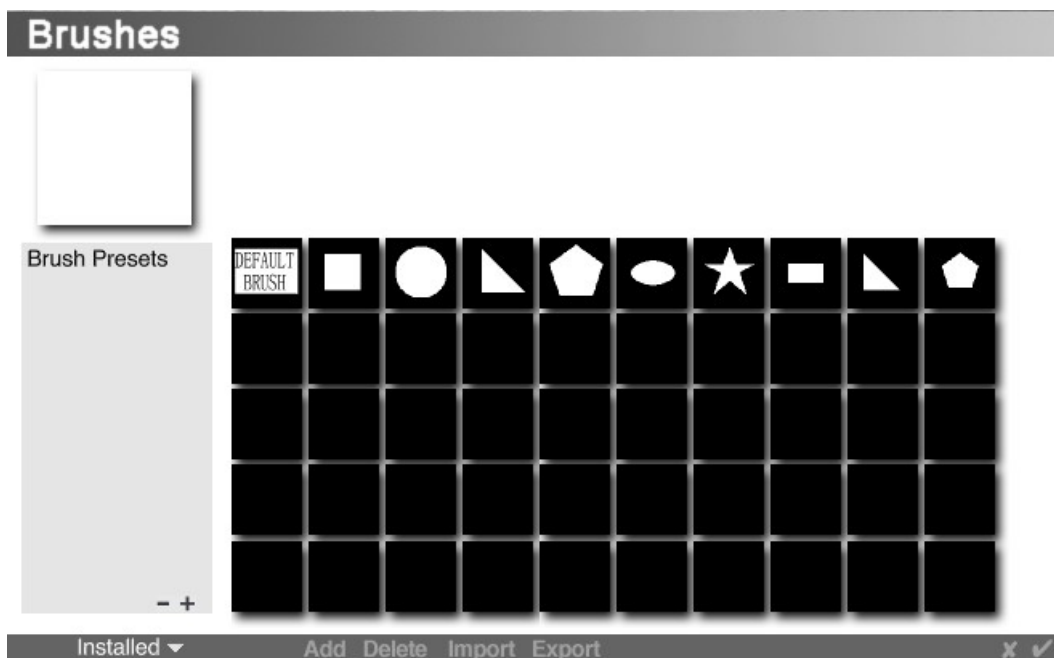 Brushes
Brush Presets
DEFAULT
BRUSH
- +
Installed
Add Delete Import Export